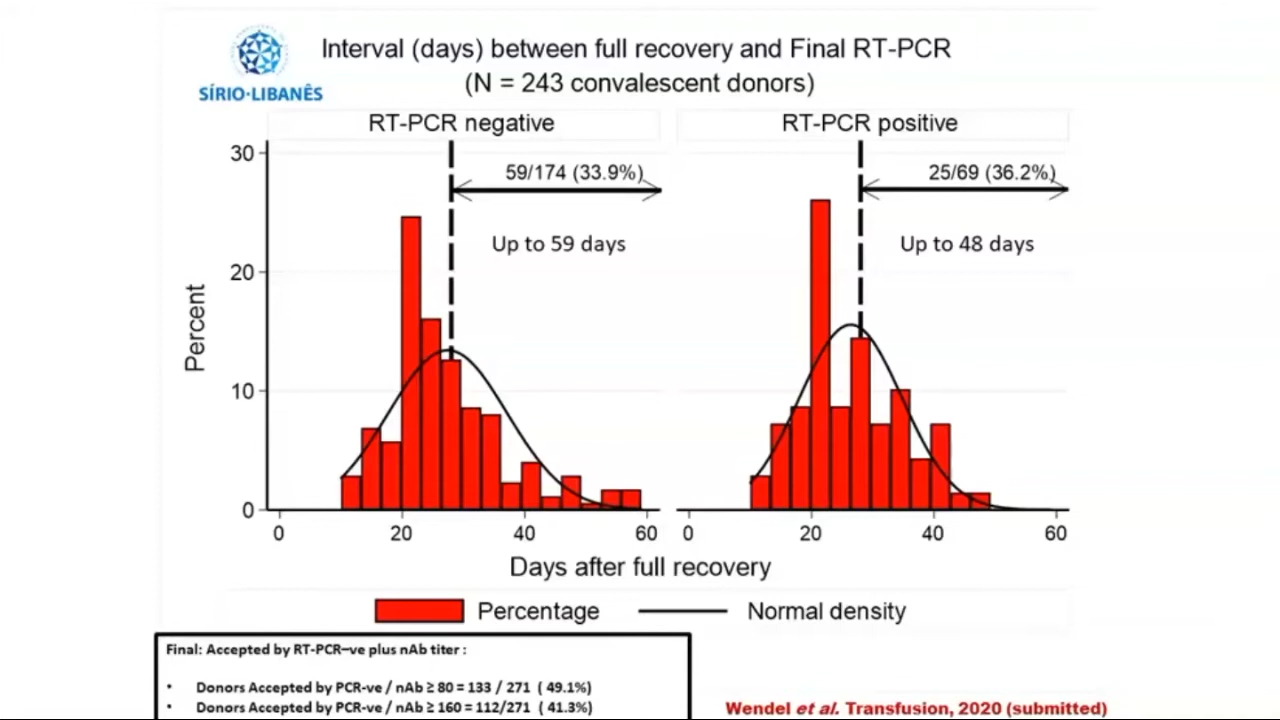 Interval (days) between full recovery and Final RT-PCR
(N = 243 convalescent donors)
SÍRIO·LIBANÊS
RT-PCR negative
RT-PCR positive
59/174 (33.9%)
25/69 (36.2%)
Up to 59 days
Up to 48 days
Percent
30
20
10
0
0 20 40 60
0 20 40 60
Days after full recovery
Percentage
Normal density
Final: Accepted by RT-PCR–ve plus nAb titer :
• Donors Accepted by PCR-ve / nAb ≥ 80 = 133 / 271 ( 49.1%)
• Donors Accepted by PCR-ve / nAb ≥ 160 = 112/271 ( 41.3%)
Wendel et al. Transfusion, 2020 (submitted)